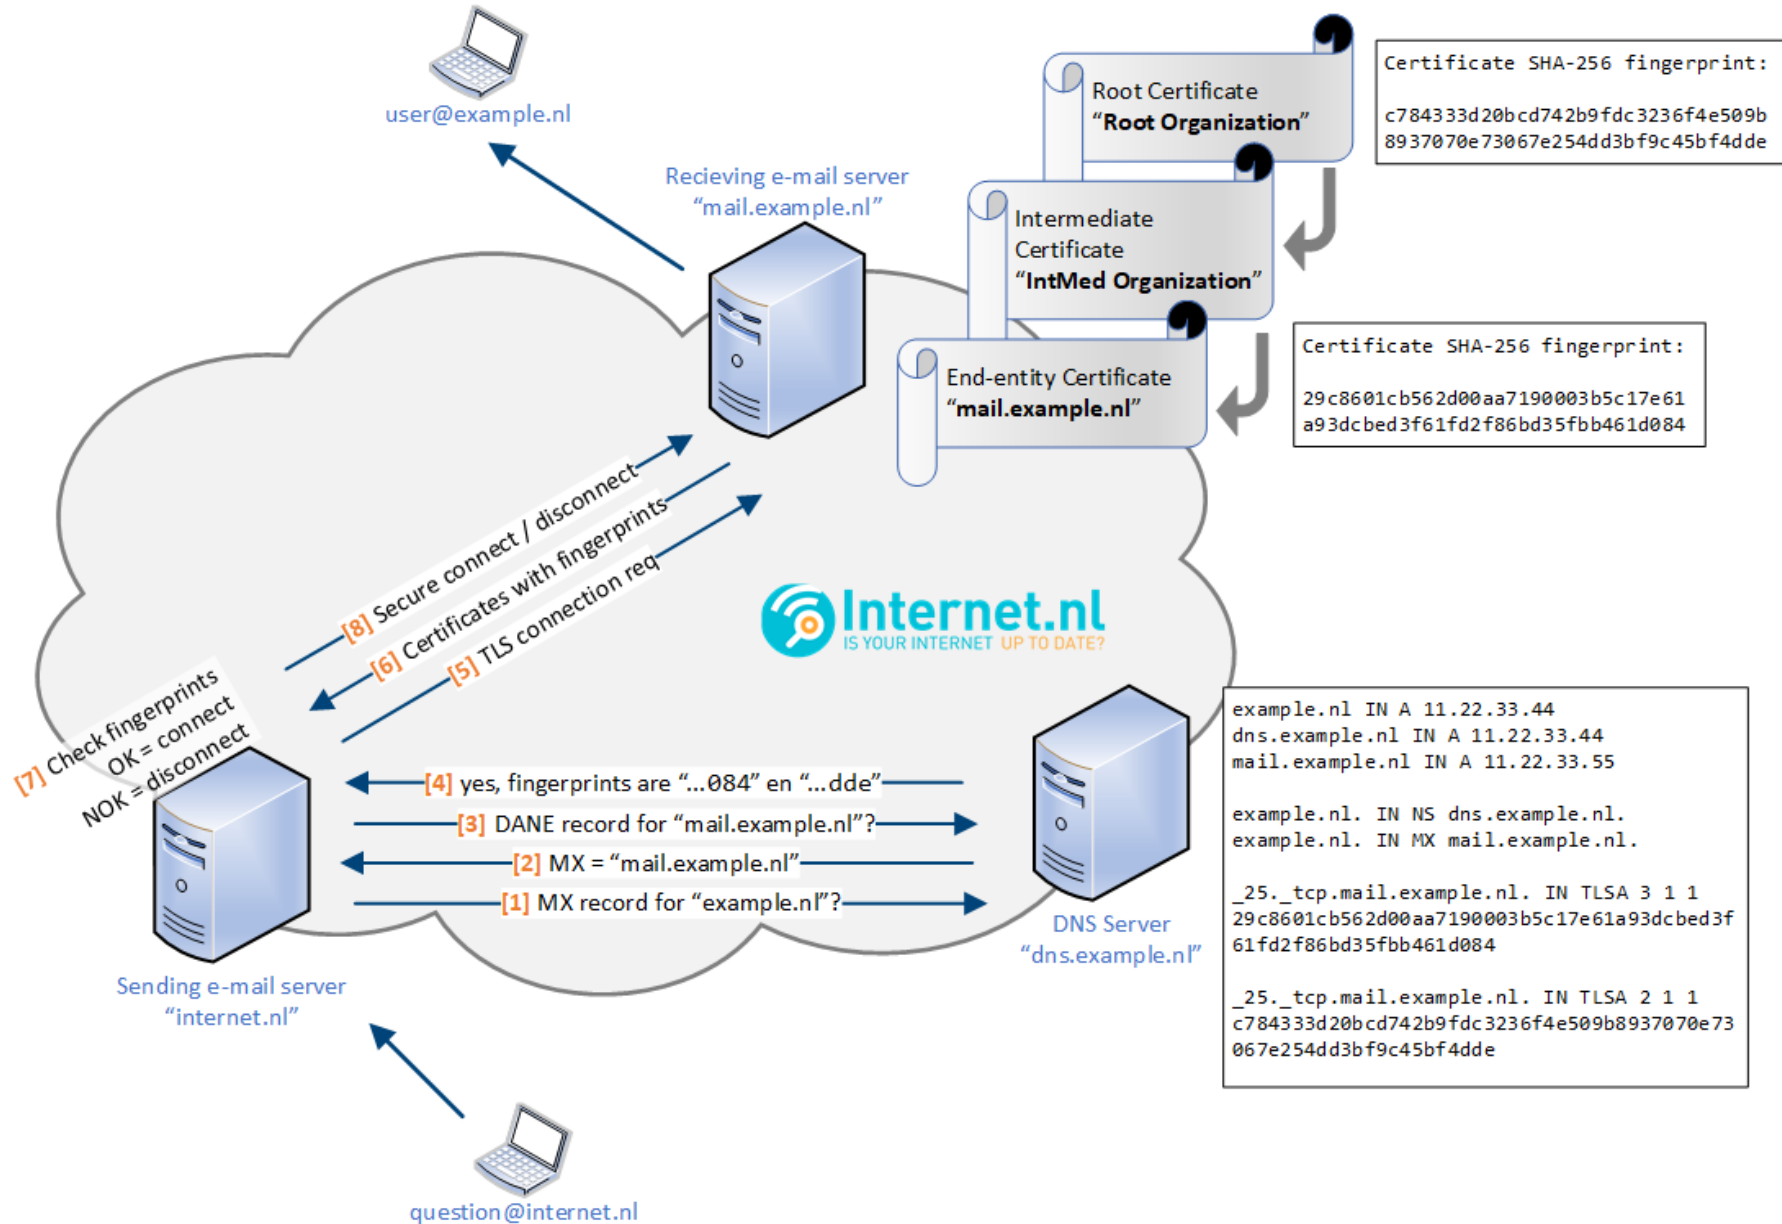 user@example.nl
Recieving e-mail server
“mail.example.nl”
Root Certificate
“Root Organization”
Certificate SHA-256 fingerprint:
c784333d20bcd742b9fdc3236f4e509b
8937070e73067e254dd3bf9c45bf4dde
Intermediate
Certificate
“IntMed Organization”
End-entity Certificate
“mail.example.nl”
Certificate SHA-256 fingerprint:
29c8601cb562d00aa7190003b5c17e61
a93dcbed3f61fd2f86bd35fbb461d084
[8] Secure connect / disconnect
[6] Certificates with fingerprints
[5] TLS connection req
Internet.nl
IS YOUR INTERNET UP TO DATE?
[7] Check fingerprints
OK = connect
NOK = disconnect
[4] yes, fingerprints are “...084” en “...dde”
[3] DANE record for “mail.example.nl”?
[2] MX = “mail.example.nl”
[1] MX record for “example.nl”?
DNS Server
“dns.example.nl”
example.nl IN A 11.22.33.44
dns.example.nl IN A 11.22.33.44
mail.example.nl IN A 11.22.33.55
example.nl. IN NS dns.example.nl.
example.nl. IN MX mail.example.nl.
_25._tcp.mail.example.nl. IN TLSA 3 1 1
29c8601cb562d00aa7190003b5c17e61a93dcbed3f
61fd2f86bd35fbb461d084
_25._tcp.mail.example.nl. IN TLSA 2 1 1
c784333d20bcd742b9fdc3236f4e509b8937070e73
067e254dd3bf9c45bf4dde
Sending e-mail server
“internet.nl”
question@internet.nl